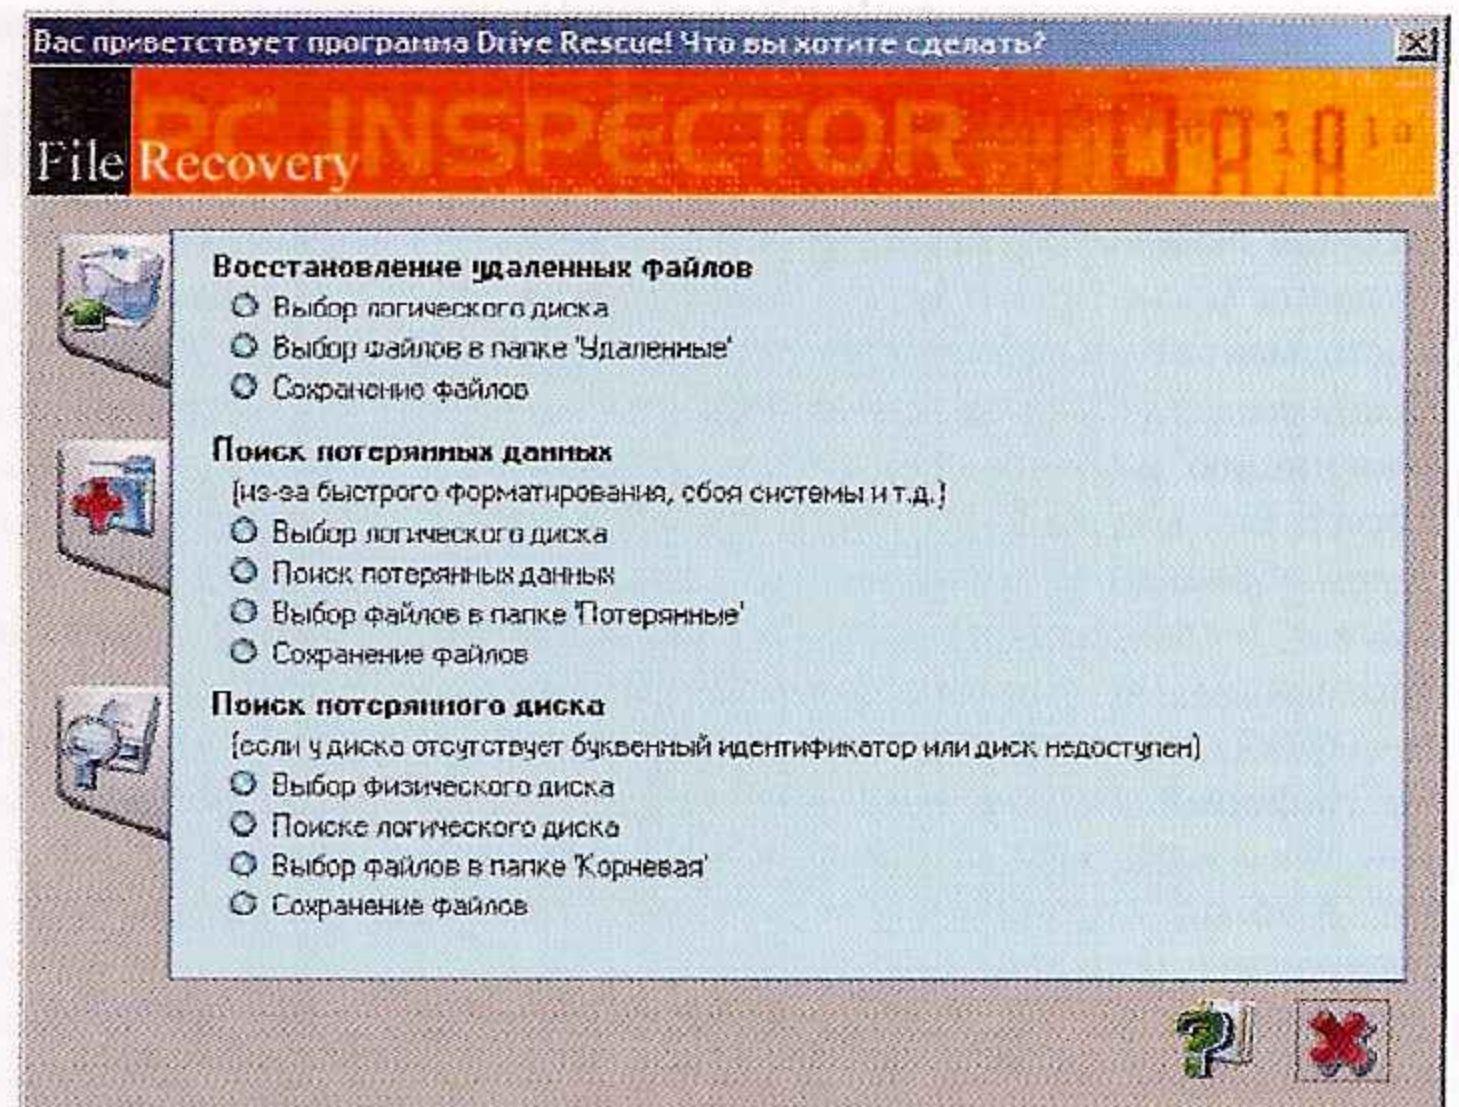 Вас приветствует программа Drive Rescue! Что вы хотите сделать?
PC INSPECTOR
File Recovery
Восстановление удаленных файлов
Выбор логического диска
Выбор файлов в папке 'Удаленные'
Сохранение файлов
Поиск потерянных данных
(из-за быстрого форматирования, сбоя системы и т.д.)
Выбор логического диска
Поиск потерянных данных
Выбор файлов в папке 'Потерянные'
Сохранение файлов
Поиск потерянного диска
(если у диска отсутствует буквенный идентификатор или диск недоступен)
Выбор физического диска
Поиске логического диска
Выбор файлов в папке 'Корневая'
Сохранение файлов